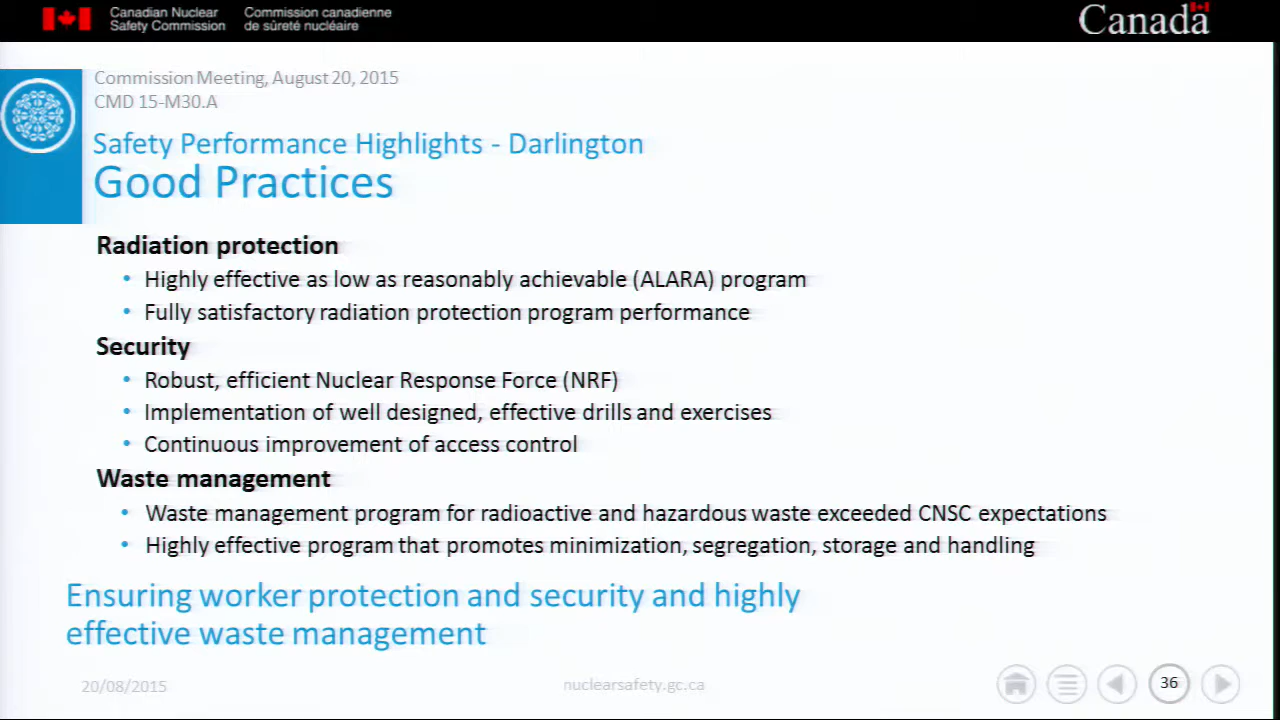 Canadian Nuclear Safety Commission
Commission canadienne de sûreté nucléaire
Canada
Commission Meeting, August 20, 2015
CMD 15-M30.A
Safety Performance Highlights - Darlington
Good Practices
Radiation protection
• Highly effective as low as reasonably achievable (ALARA) program
• Fully satisfactory radiation protection program performance
Security
• Robust, efficient Nuclear Response Force (NRF)
• Implementation of well designed, effective drills and exercises
• Continuous improvement of access control
Waste management
• Waste management program for radioactive and hazardous waste exceeded CNSC expectations
• Highly effective program that promotes minimization, segregation, storage and handling
Ensuring worker protection and security and highly
effective waste management
20/08/2015
nuclearsafety.gc.ca
36